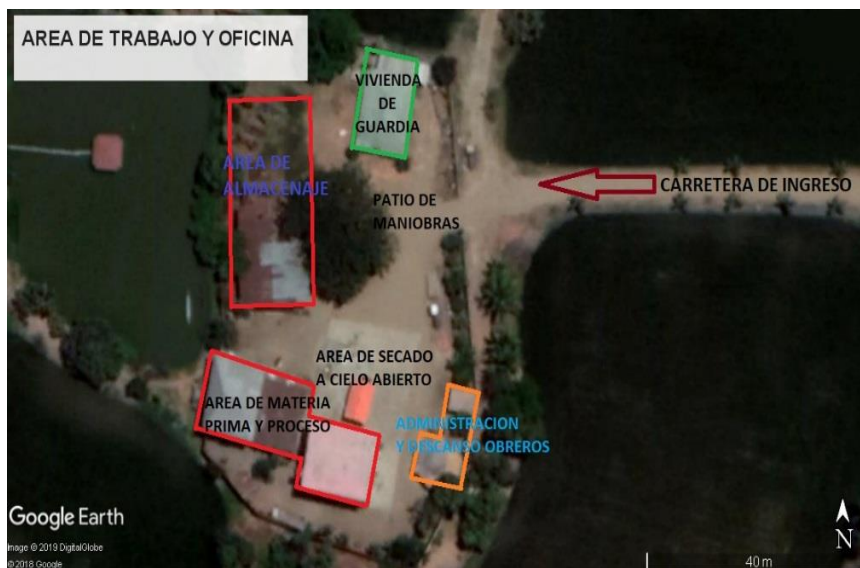 AREA DE TRABAJO Y OFICINA
VIVIENDA
DE
GUARDIA
AREA DE
ALMACENAJE
PATIO DE
MANIOBRAS
CARRETERA DE INGRESO
AREA DE SECADO
A CIELO ABIERTO
AREA DE MATERIA
PRIMA Y PROCESO
ADMINISTRACION
Y DESCANSO OBREROS
Google Earth
Image © 2019 DigitalGlobe
© 2018 Google
N
40 m